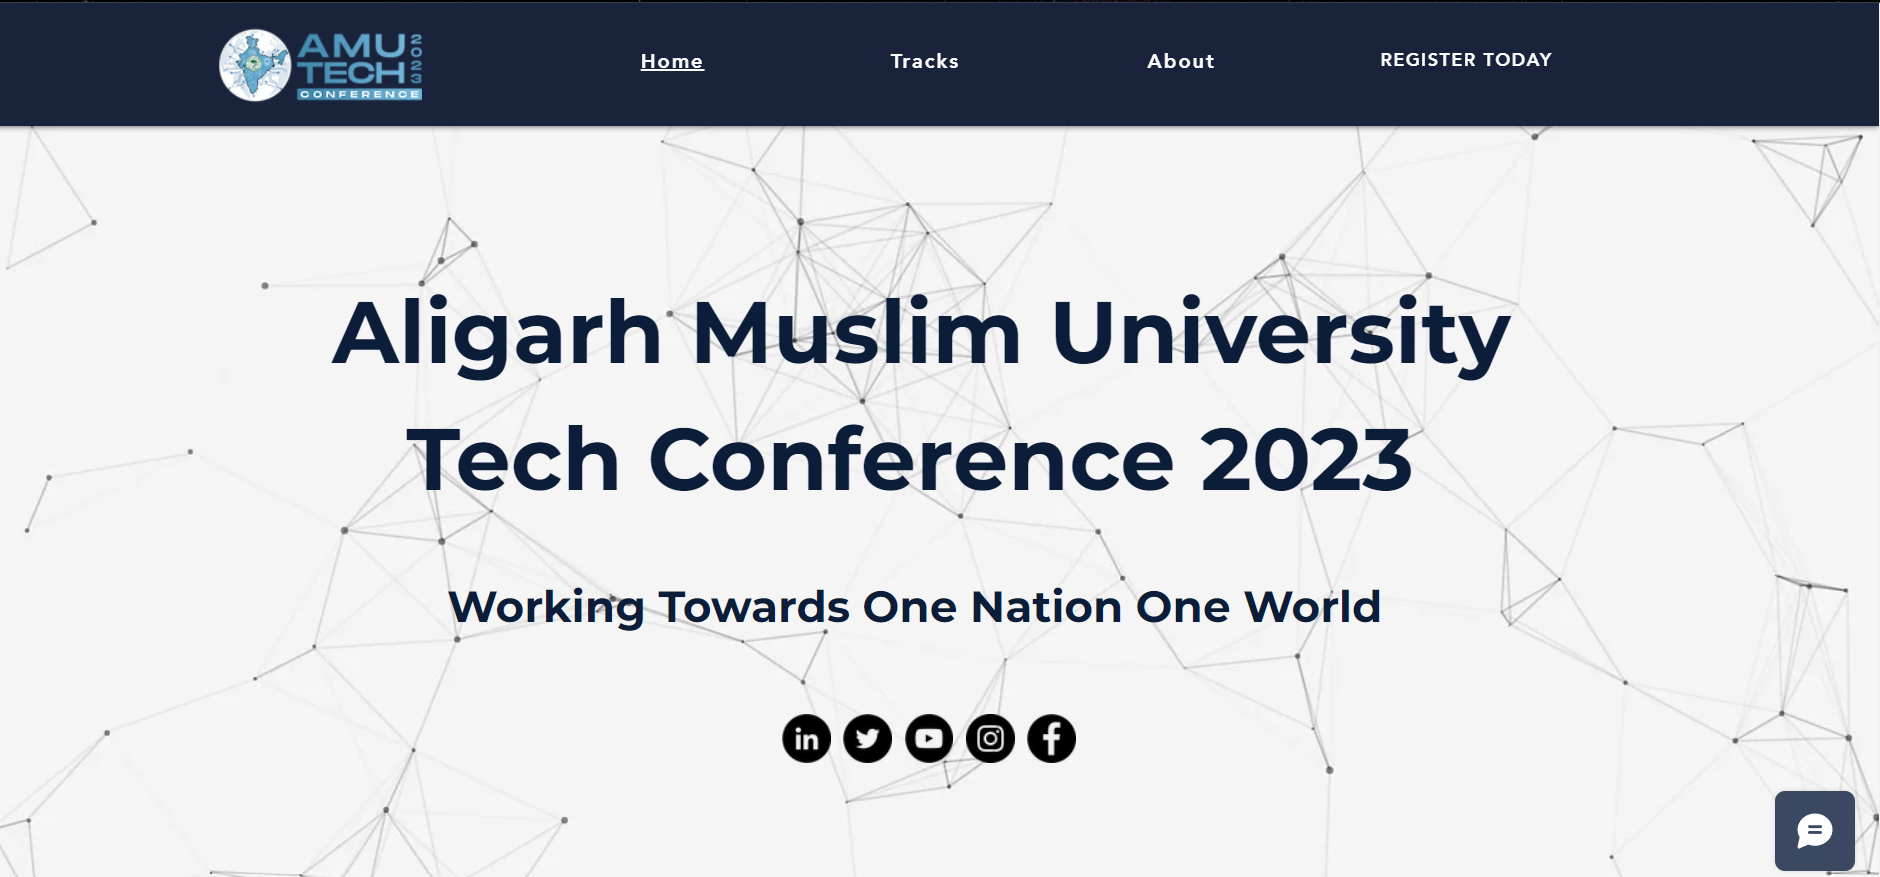 AMU
TECH
2023
CONFERENCE
Home
Tracks
About
REGISTER TODAY
Aligarh Muslim University
Tech Conference 2023
Working Towards One Nation One World